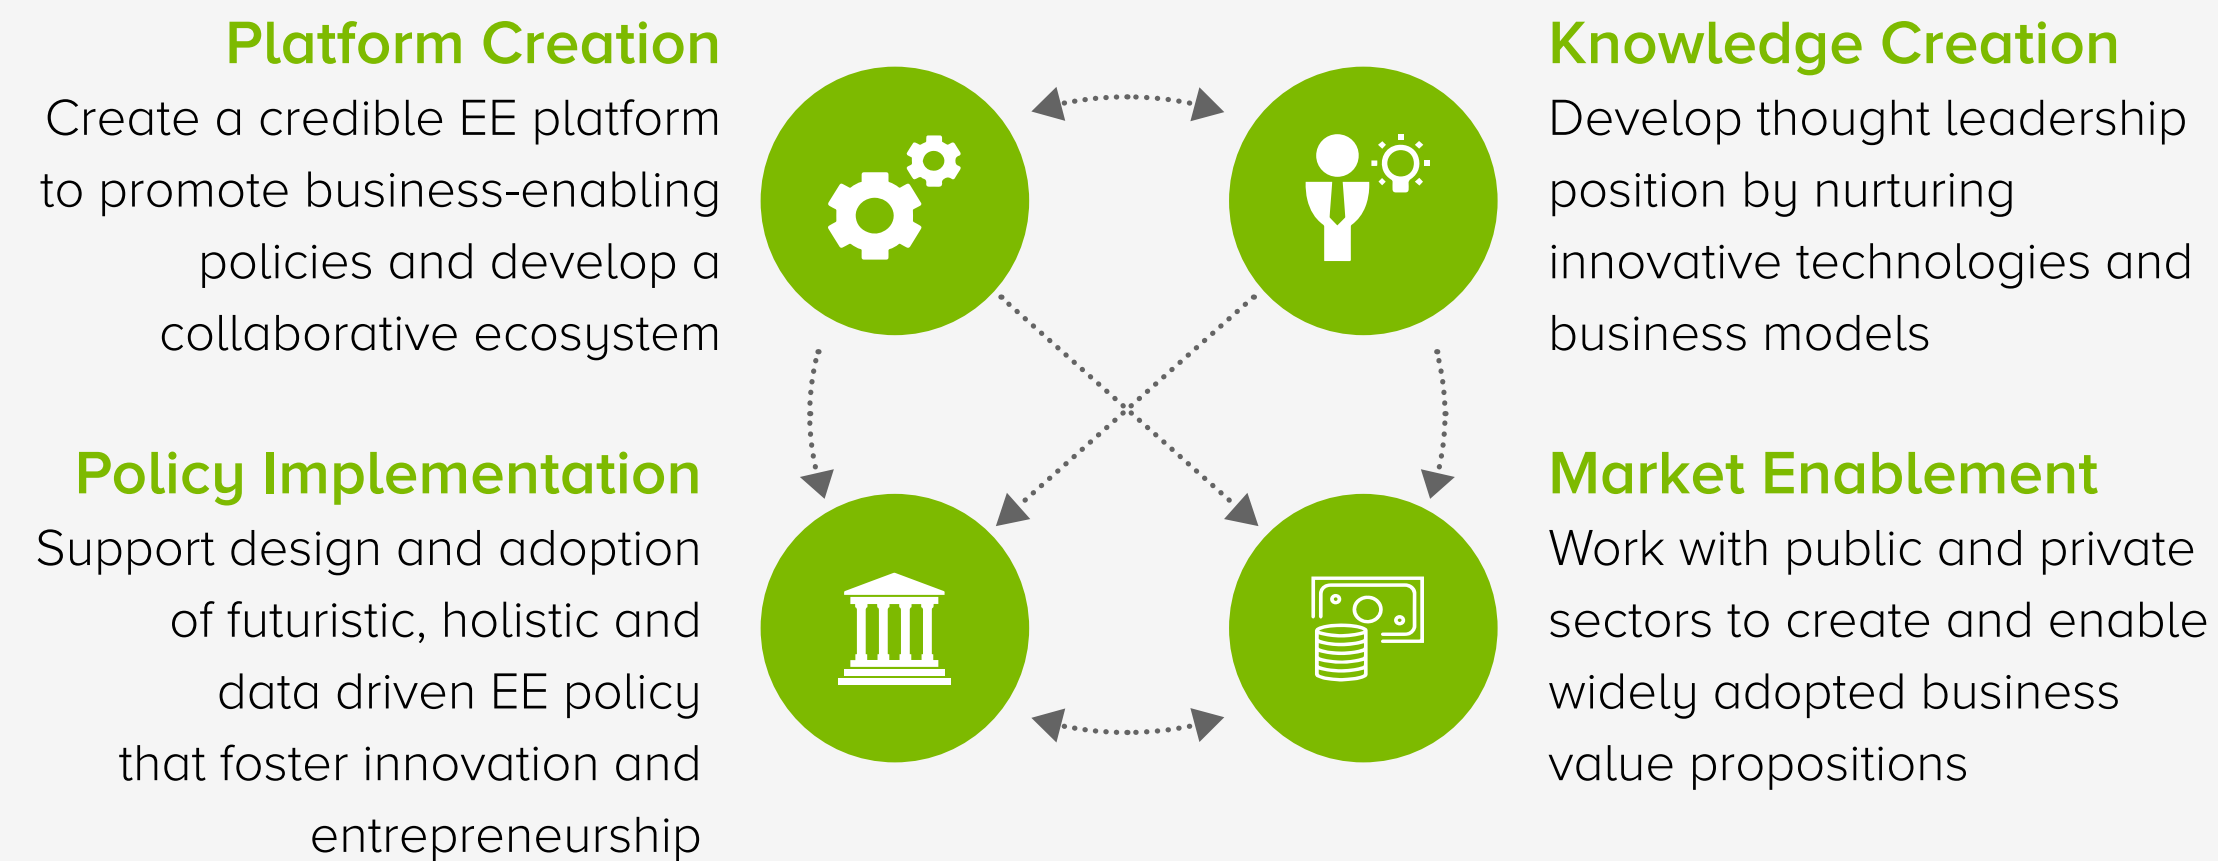 Platform Creation
Create a credible EE platform
to promote business-enabling
policies and develop a
collaborative ecosystem
Knowledge Creation
Develop thought leadership
position by nurturing
innovative technologies and
business models
Policy Implementation
Support design and adoption
of futuristic, holistic and
data driven EE policy
that foster innovation and
entrepreneurship
Market Enablement
Work with public and private
sectors to create and enable
widely adopted business
value propositions